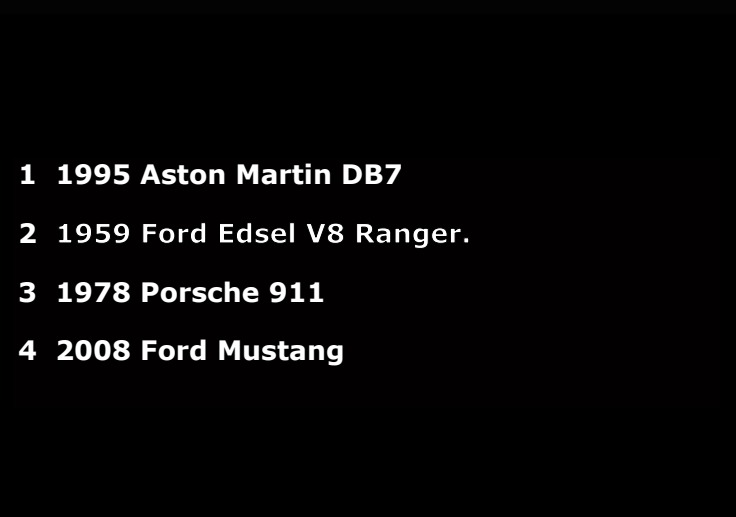 1 1995 Aston Martin DB7
2 1959 Ford Edsel V8 Ranger.
3 1978 Porsche 911
4 2008 Ford Mustang